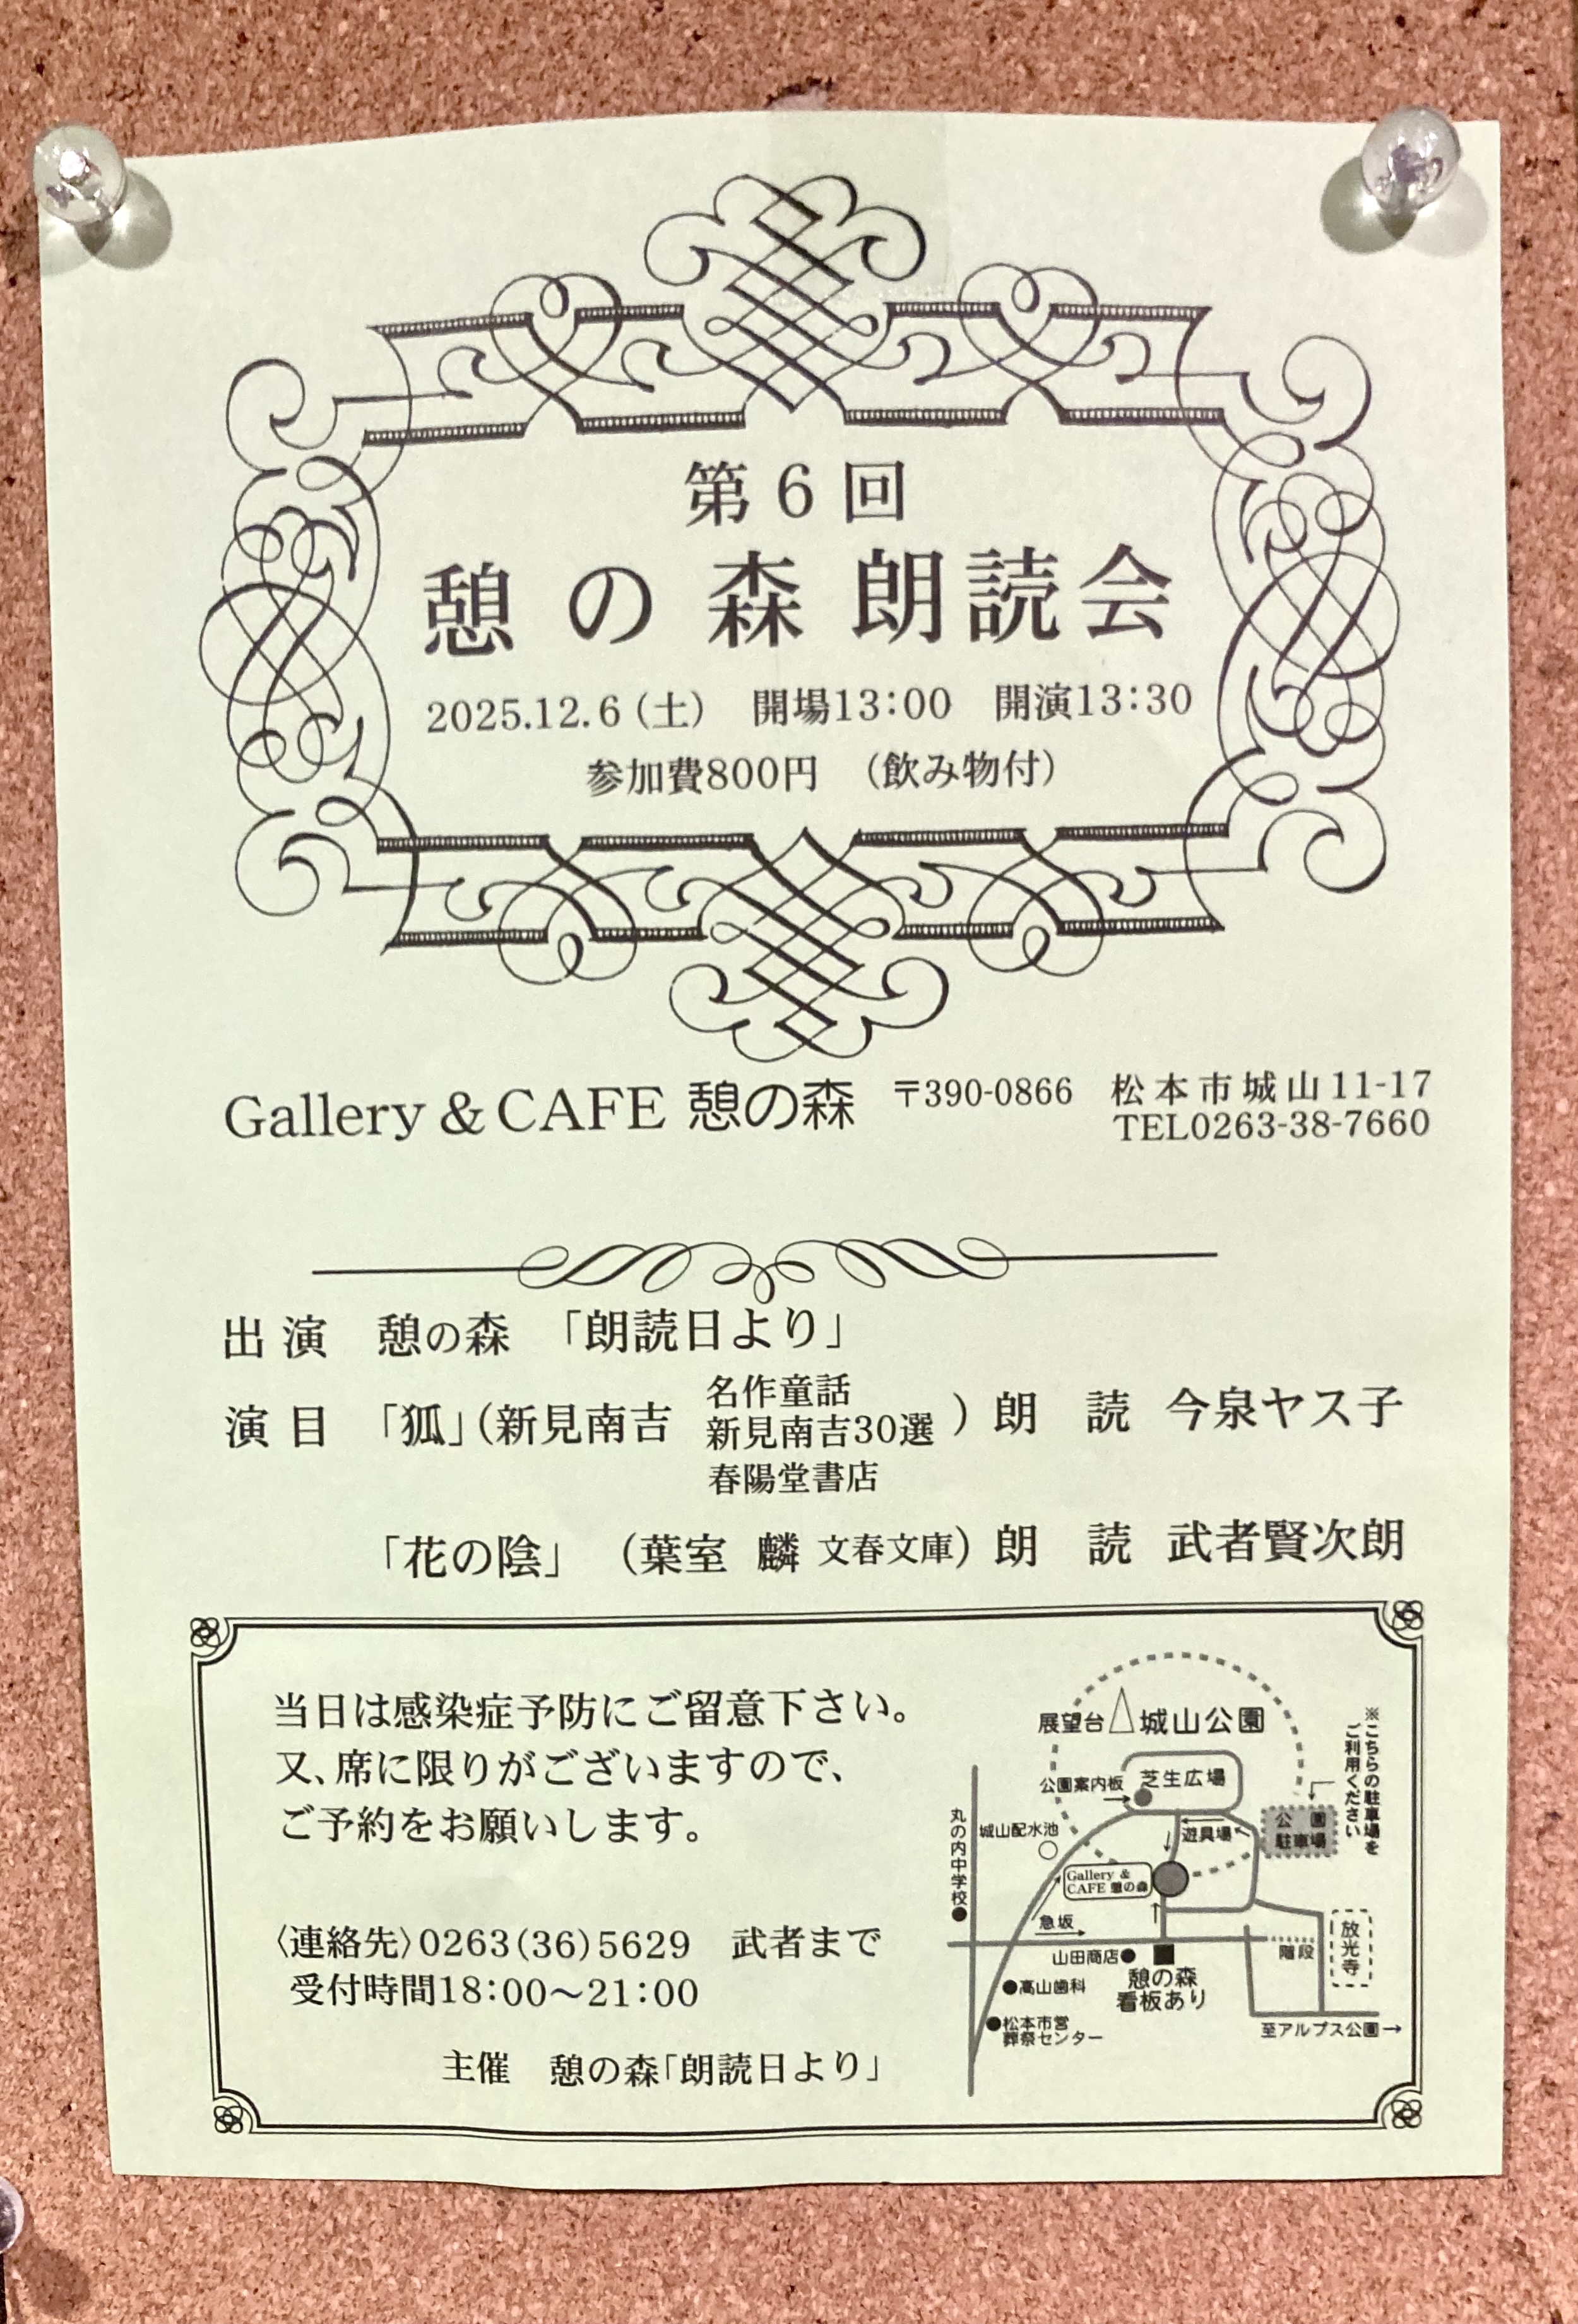 第6回
憩の森 朗読会
2025.12.6(土) 開場13:00 開演13:30
参加費800円 (飲み物付)
Gallery & CAFE 憩の森 〒390-0866 松本市城山11-17
TEL0263-38-7660
出演 憩の森 「朗読日より」
演目 「狐」(新見南吉 名作童話 新見南吉30選 春陽堂書店) 朗読 今泉ヤス子
「花の陰」 (葉室 麟 文春文庫) 朗読 武者賢次朗
当日は感染症予防にご留意下さい。
又、席に限りがございますので、
ご予約をお願いします。
〈連絡先〉0263(36)5629 武者まで
受付時間18:00～21:00
主催 憩の森「朗読日より」
展望台 城山公園
※こちらの駐車場を
ご利用ください
公園案内板 芝生広場
公園
駐車場
遊具場
城山配水池
丸の内中学校
Gallery &
CAFE 憩の森
急坂
山田商店
憩の森
看板あり
階段
放光寺
高山歯科
松本市営
葬祭センター
至アルプス公園→